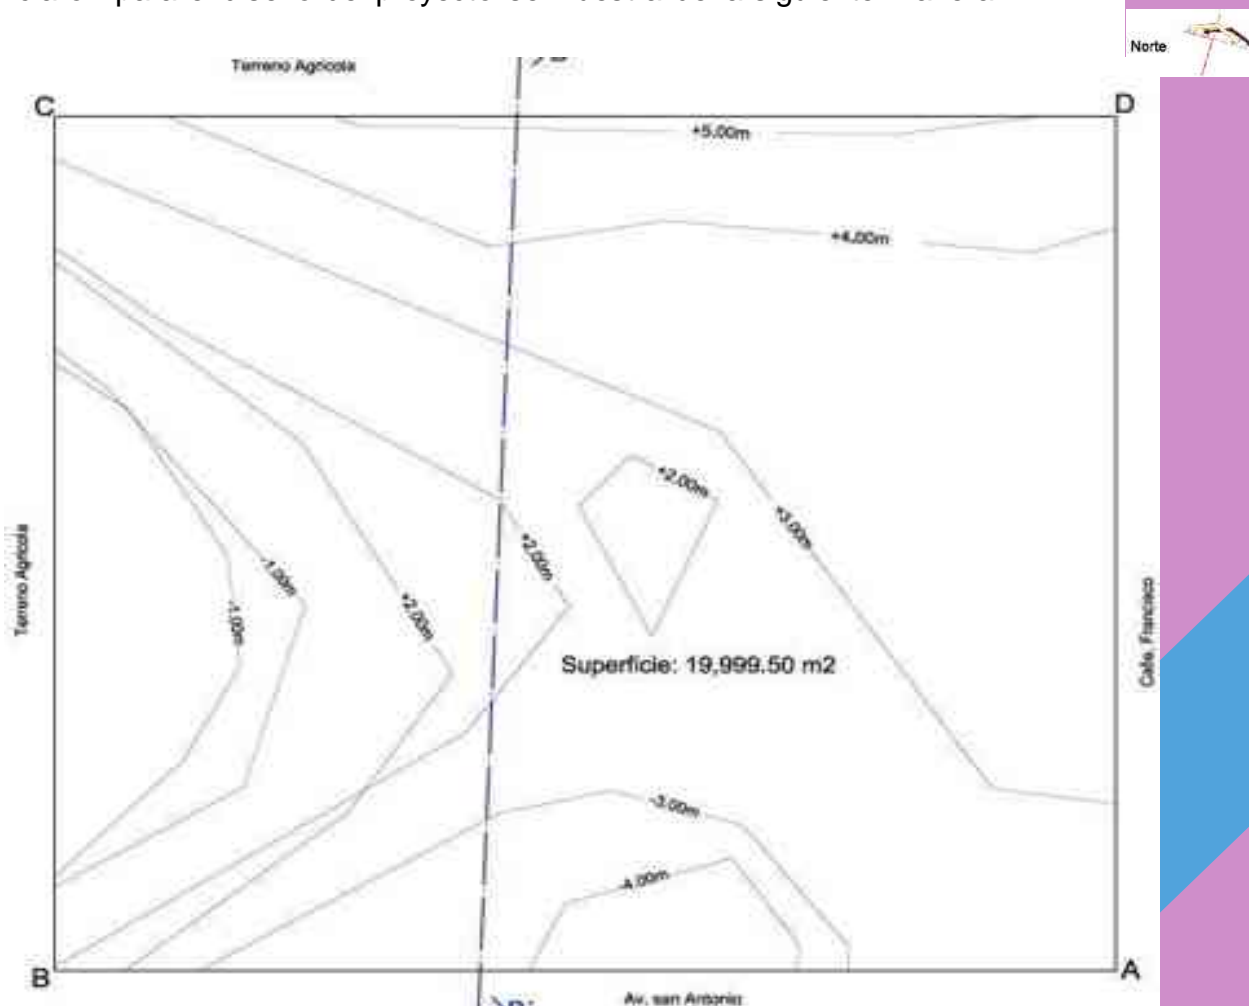 Norte
Terreno Agricola
C
D
+5.00m
+4.00m
+2.00m
+3.00m
+2.00m
-1.00m
+2.00m
-1.00m
Terreno Agricola
Calle. Francisco
Superficie: 19,999.50 m2
-3.00m
-4.00m
B
A
Av. san Antonio